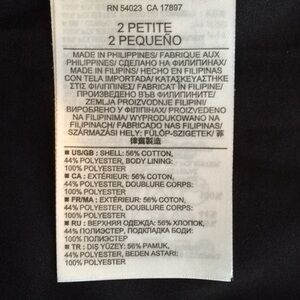 RN 54023 CA 17897
2 PETITE
2 PEQUEÑO
MADE IN PHILIPPINES/ FABRIQUE AUX
PHILIPPINES/ СДЕЛАНО НА ФИЛИПИНАХ/
MADE IN FILIPINS/ HECHO EN FILIPINAS
CON TELA IMPORTADA/ ΚΑΤΑΣΚΕΥΑΣΤΗΚΕ
ΣΤΙΣ ΦΙΛΙΠΠΙΝΕΣ/ FABRICAT ÎN FILIPINE/
ПРОИЗВЕДЕНО ВЪВ ФИЛИПИНИТЕ/
ZEMLJA PROIZVODNJE FILIPINI/
VYROBENO V FILIPÍNÁCH/ PROIZVEDENO
NA FILIPINIMA/ WYPRODUKOWANO NA
FILIPINACH/ FABRICADO NAS FILIPINAS/
SZÁRMAZÁSI HELY: FÜLÖP-SZIGETEK/ 菲
律賓製造
■ US/GB : SHELL: 56% COTTON,
44% POLYESTER, BODY LINING:
100% POLYESTER
■ CA : EXTÉRIEUR: 56% COTON,
44% POLYESTER, DOUBLURE CORPS:
100% POLYESTER
■ FR/MA : EXTÉRIEUR: 56% COTON,
44% POLYESTER, DOUBLURE CORPS:
100% POLYESTER
■ RU : ВЕРХНЯЯ ОДЕЖДА: 56% ХЛОПОК,
44% ПОЛИЭСТЕР, ПОДКЛАДКА БОДИ:
100% ПОЛИЭСТЕР
■ TR : DIŞ YÜZEY: 56% PAMUK,
44% POLYESTER, BEDEN ASTARI:
100% POLYESTER